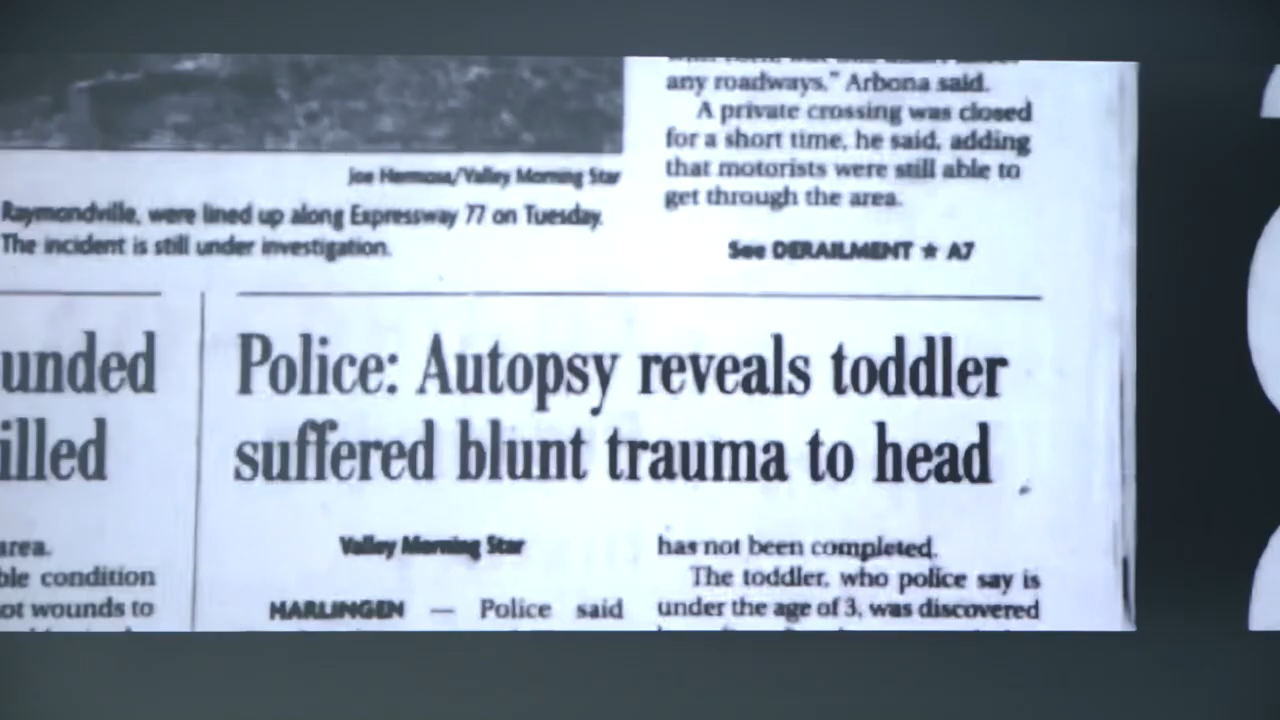 any roadways," Arbona said.
A private crossing was closed
for a short time, he said, adding
that motorists were still able to
get through the area.
See DERAILMENT ★ A7
Joe Hermosa/Valley Morning Star
Raymondville, were lined up along Expressway 77 on Tuesday.
The incident is still under investigation.
unded
illed
area.
ble condition
ot wounds to
Police: Autopsy reveals toddler
suffered blunt trauma to head
Valley Morning Star
HARLINGEN — Police said
has not been completed.
The toddler, who police say is
under the age of 3, was discovered